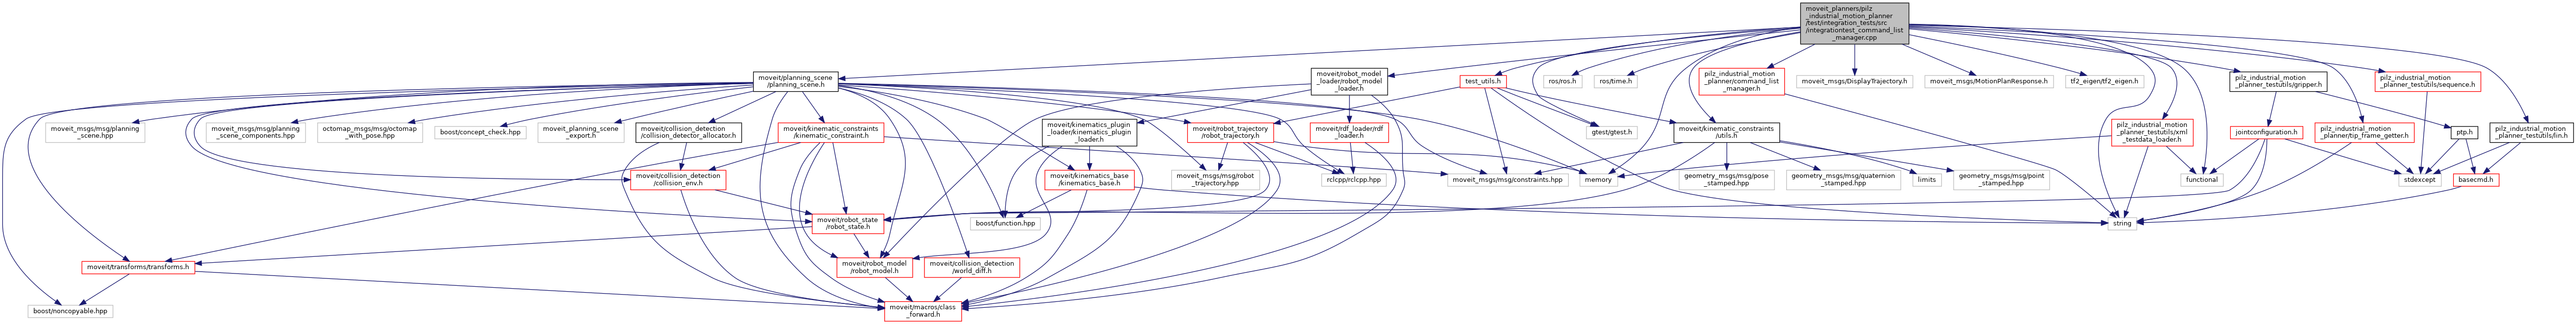 moveit_planners/pilz
_industrial_motion_planner
/test/integration_tests/src
/integrationtest_command_list
_manager.cpp
moveit/planning_scene
/planning_scene.h
moveit/robot_model
_loader/robot_model
_loader.h
test_utils.h
ros/ros.h
ros/time.h
pilz_industrial_motion
_planner/command_list
_manager.h
moveit_msgs/DisplayTrajectory.h
moveit_msgs/MotionPlanResponse.h
tf2_eigen/tf2_eigen.h
pilz_industrial_motion
_planner_testutils/gripper.h
pilz_industrial_motion
_planner_testutils/sequence.h
moveit_msgs/msg/planning
_scene.hpp
moveit_msgs/msg/planning
_scene_components.hpp
octomap_msgs/msg/octomap
_with_pose.hpp
boost/concept_check.hpp
moveit_planning_scene
_export.h
moveit/collision_detection
/collision_detector_allocator.h
moveit/kinematic_constraints
/kinematic_constraint.h
moveit/kinematics_plugin
_loader/kinematics_plugin
_loader.h
moveit/robot_trajectory
/robot_trajectory.h
moveit/rdf_loader/rdf
_loader.h
gtest/gtest.h
moveit/kinematic_constraints
/utils.h
pilz_industrial_motion
_planner_testutils/xml
_testdata_loader.h
jointconfiguration.h
pilz_industrial_motion
_planner/tip_frame_getter.h
ptp.h
pilz_industrial_motion
_planner_testutils/lin.h
moveit/collision_detection
/collision_env.h
moveit/kinematics_base
/kinematics_base.h
moveit_msgs/msg/robot
_trajectory.hpp
rclcpp/rclcpp.hpp
moveit_msgs/msg/constraints.hpp
memory
geometry_msgs/msg/pose
_stamped.hpp
geometry_msgs/msg/quaternion
_stamped.hpp
limits
geometry_msgs/msg/point
_stamped.hpp
functional
stdexcept
basecmd.h
moveit/robot_state
/robot_state.h
boost/function.hpp
string
moveit/transforms/transforms.h
moveit/robot_model
/robot_model.h
moveit/collision_detection
/world_diff.h
boost/noncopyable.hpp
moveit/macros/class
_forward.h